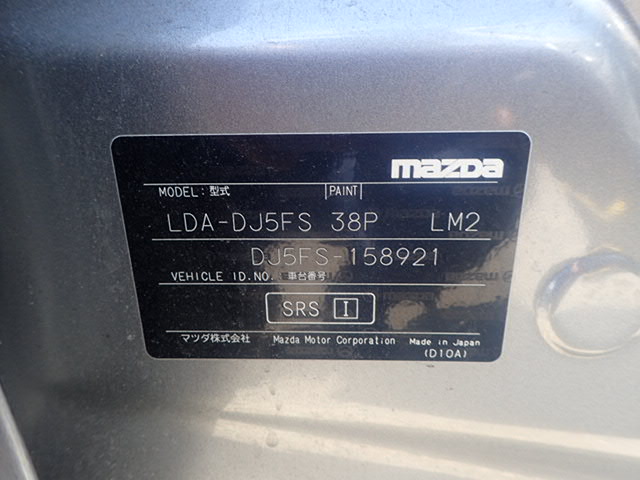 mazda
MODEL: 型式 PAINT
LDA-DJ5FS 38P LM2
DJ5FS-158921
VEHICLE ID.NO. 車台番号
SRS I
マツダ株式会社 Mazda Motor Corporation Made in Japan
(D10A)